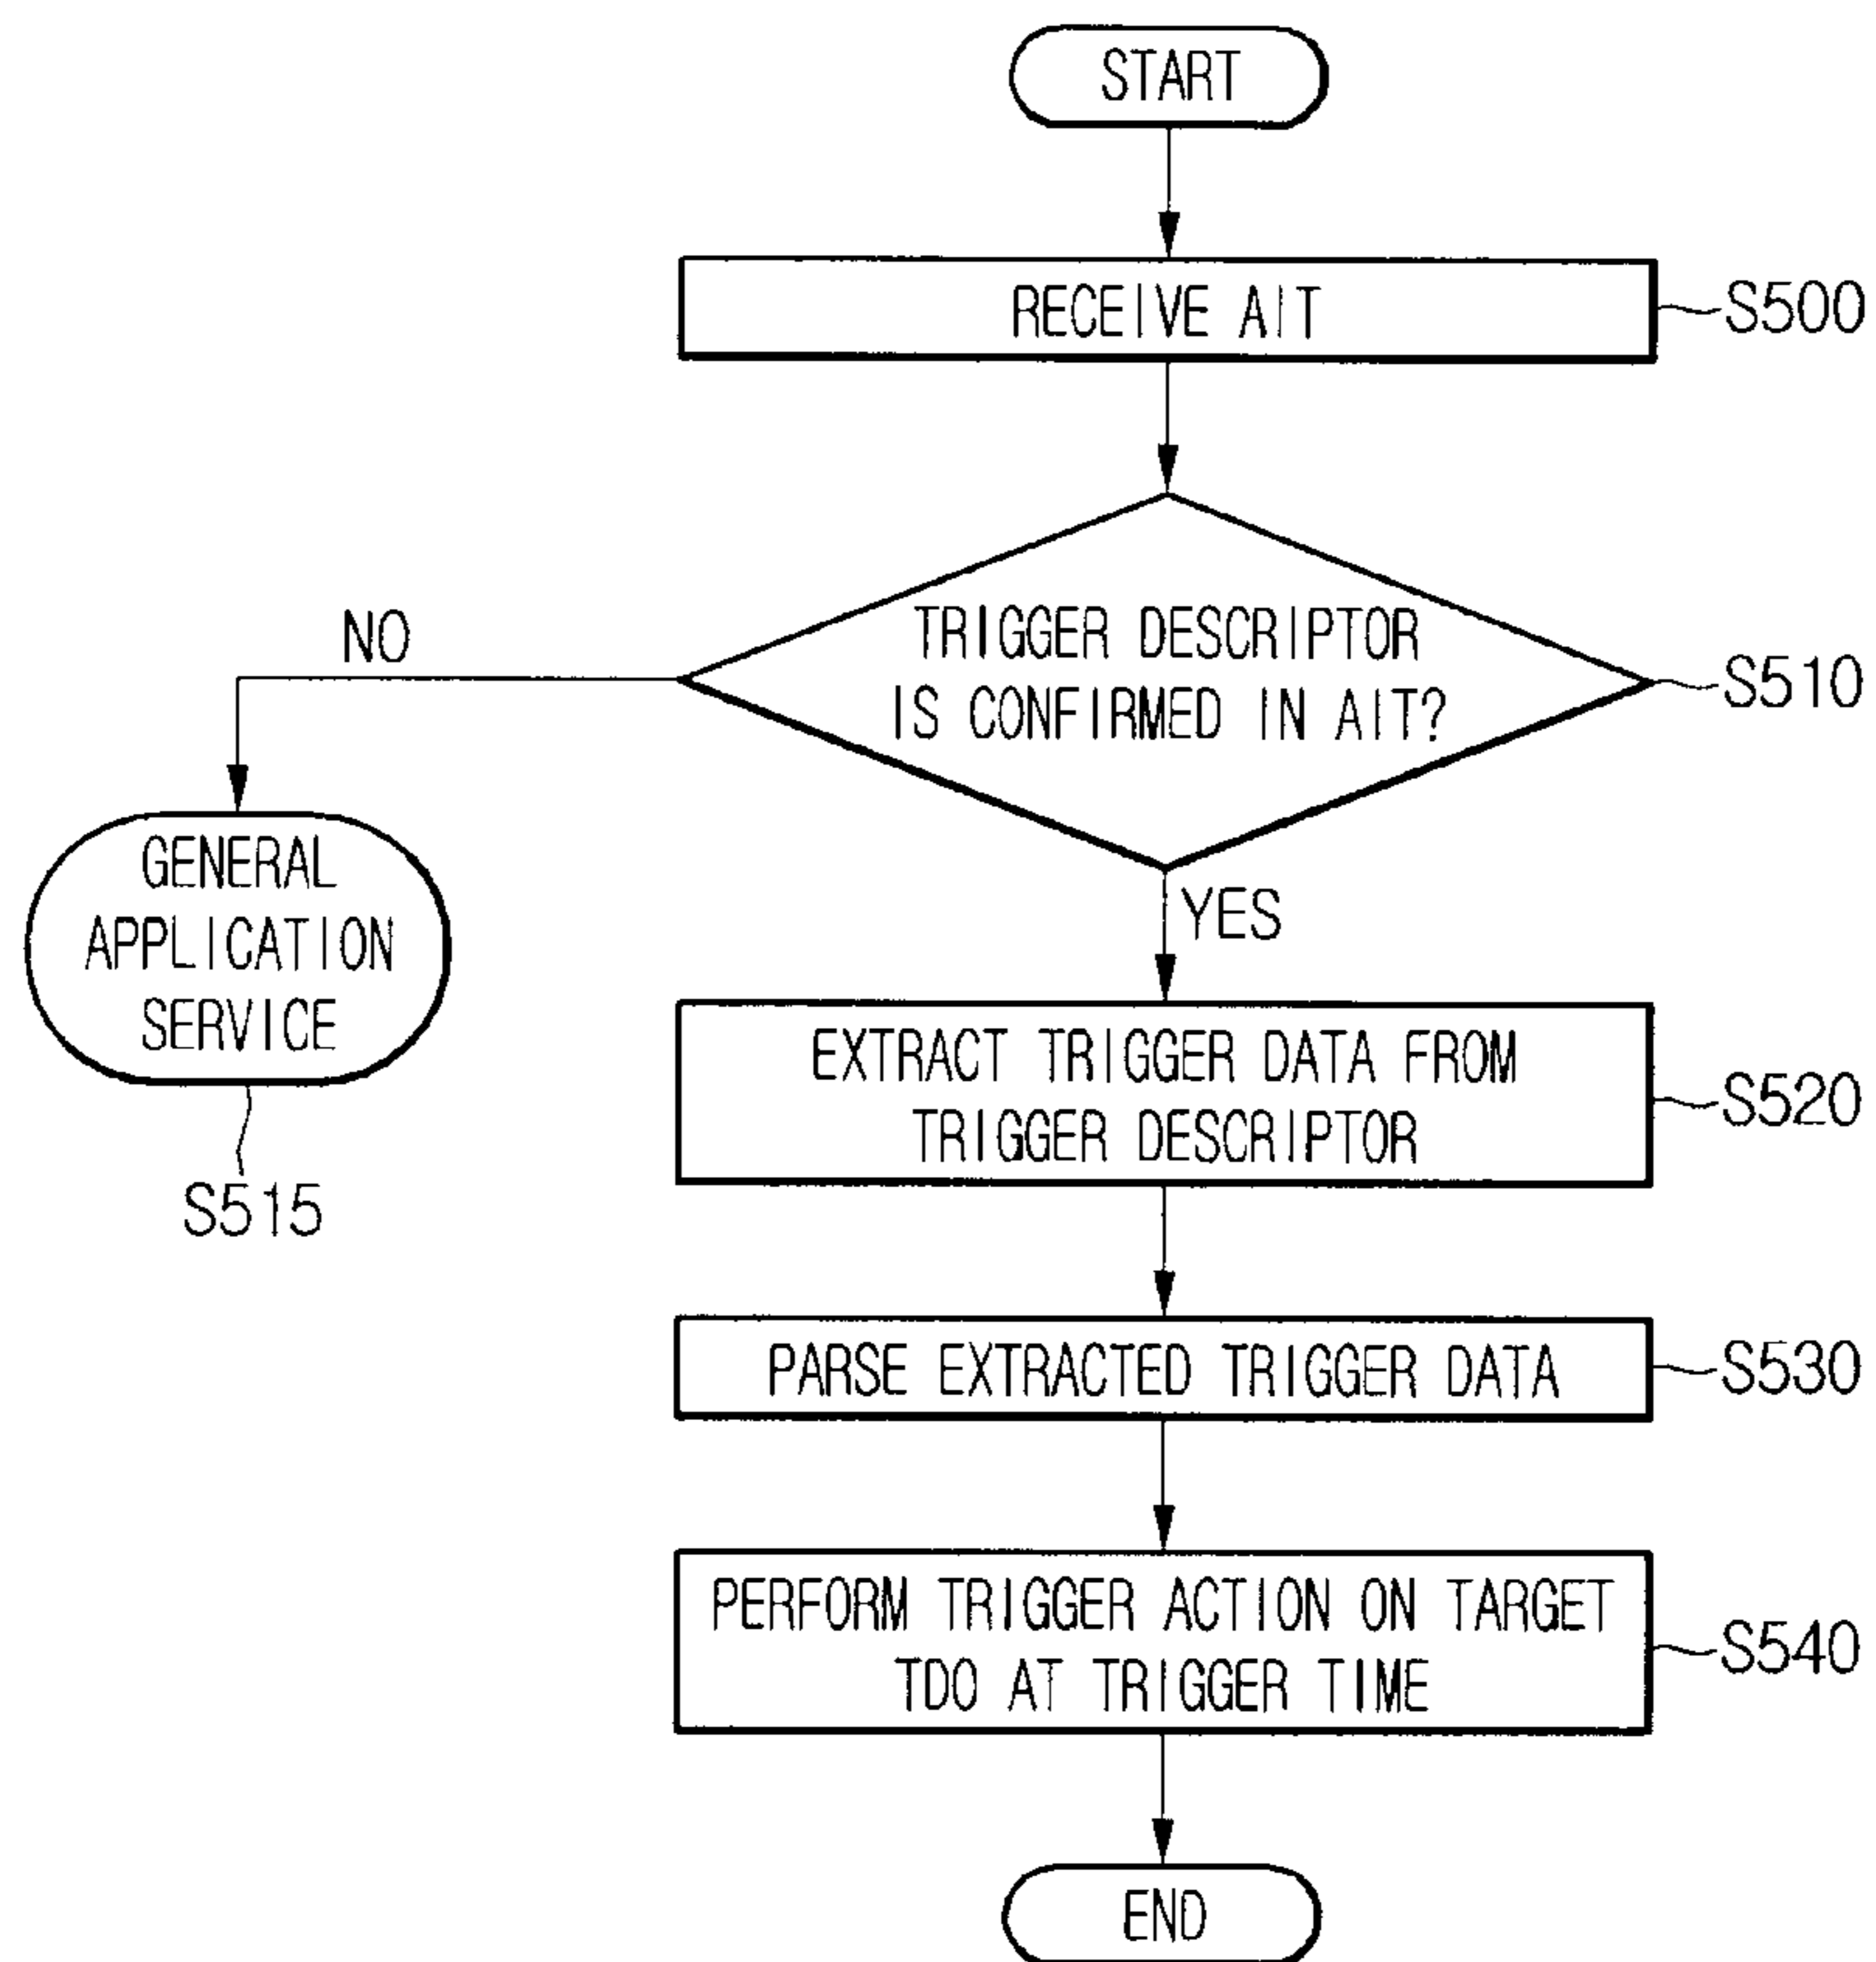 START
RECEIVE AIT
S500
TRIGGER DESCRIPTOR
IS CONFIRMED IN AIT?
S510
NO
GENERAL
APPLICATION
SERVICE
S515
YES
EXTRACT TRIGGER DATA FROM
TRIGGER DESCRIPTOR
S520
PARSE EXTRACTED TRIGGER DATA
S530
PERFORM TRIGGER ACTION ON TARGET
TDO AT TRIGGER TIME
S540
END